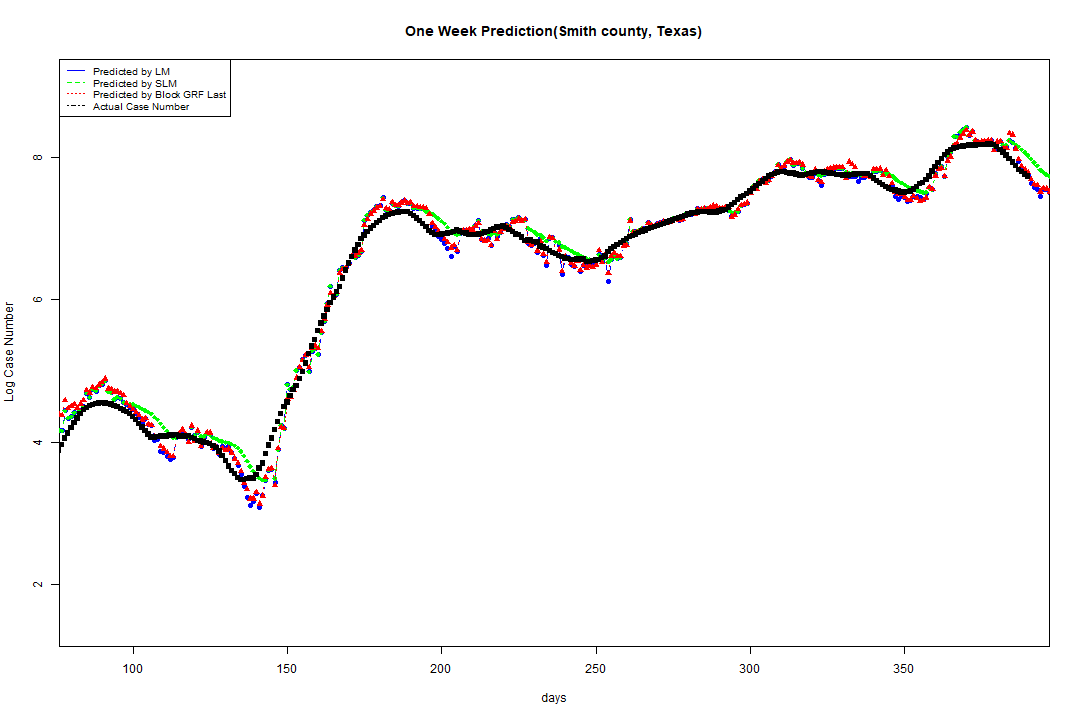 One Week Prediction(Smith county, Texas)
Predicted by LM
Predicted by SLM
Predicted by Block GRF Last
Actual Case Number
8
6
4
2
Log Case Number
100 150 200 250 300 350
days